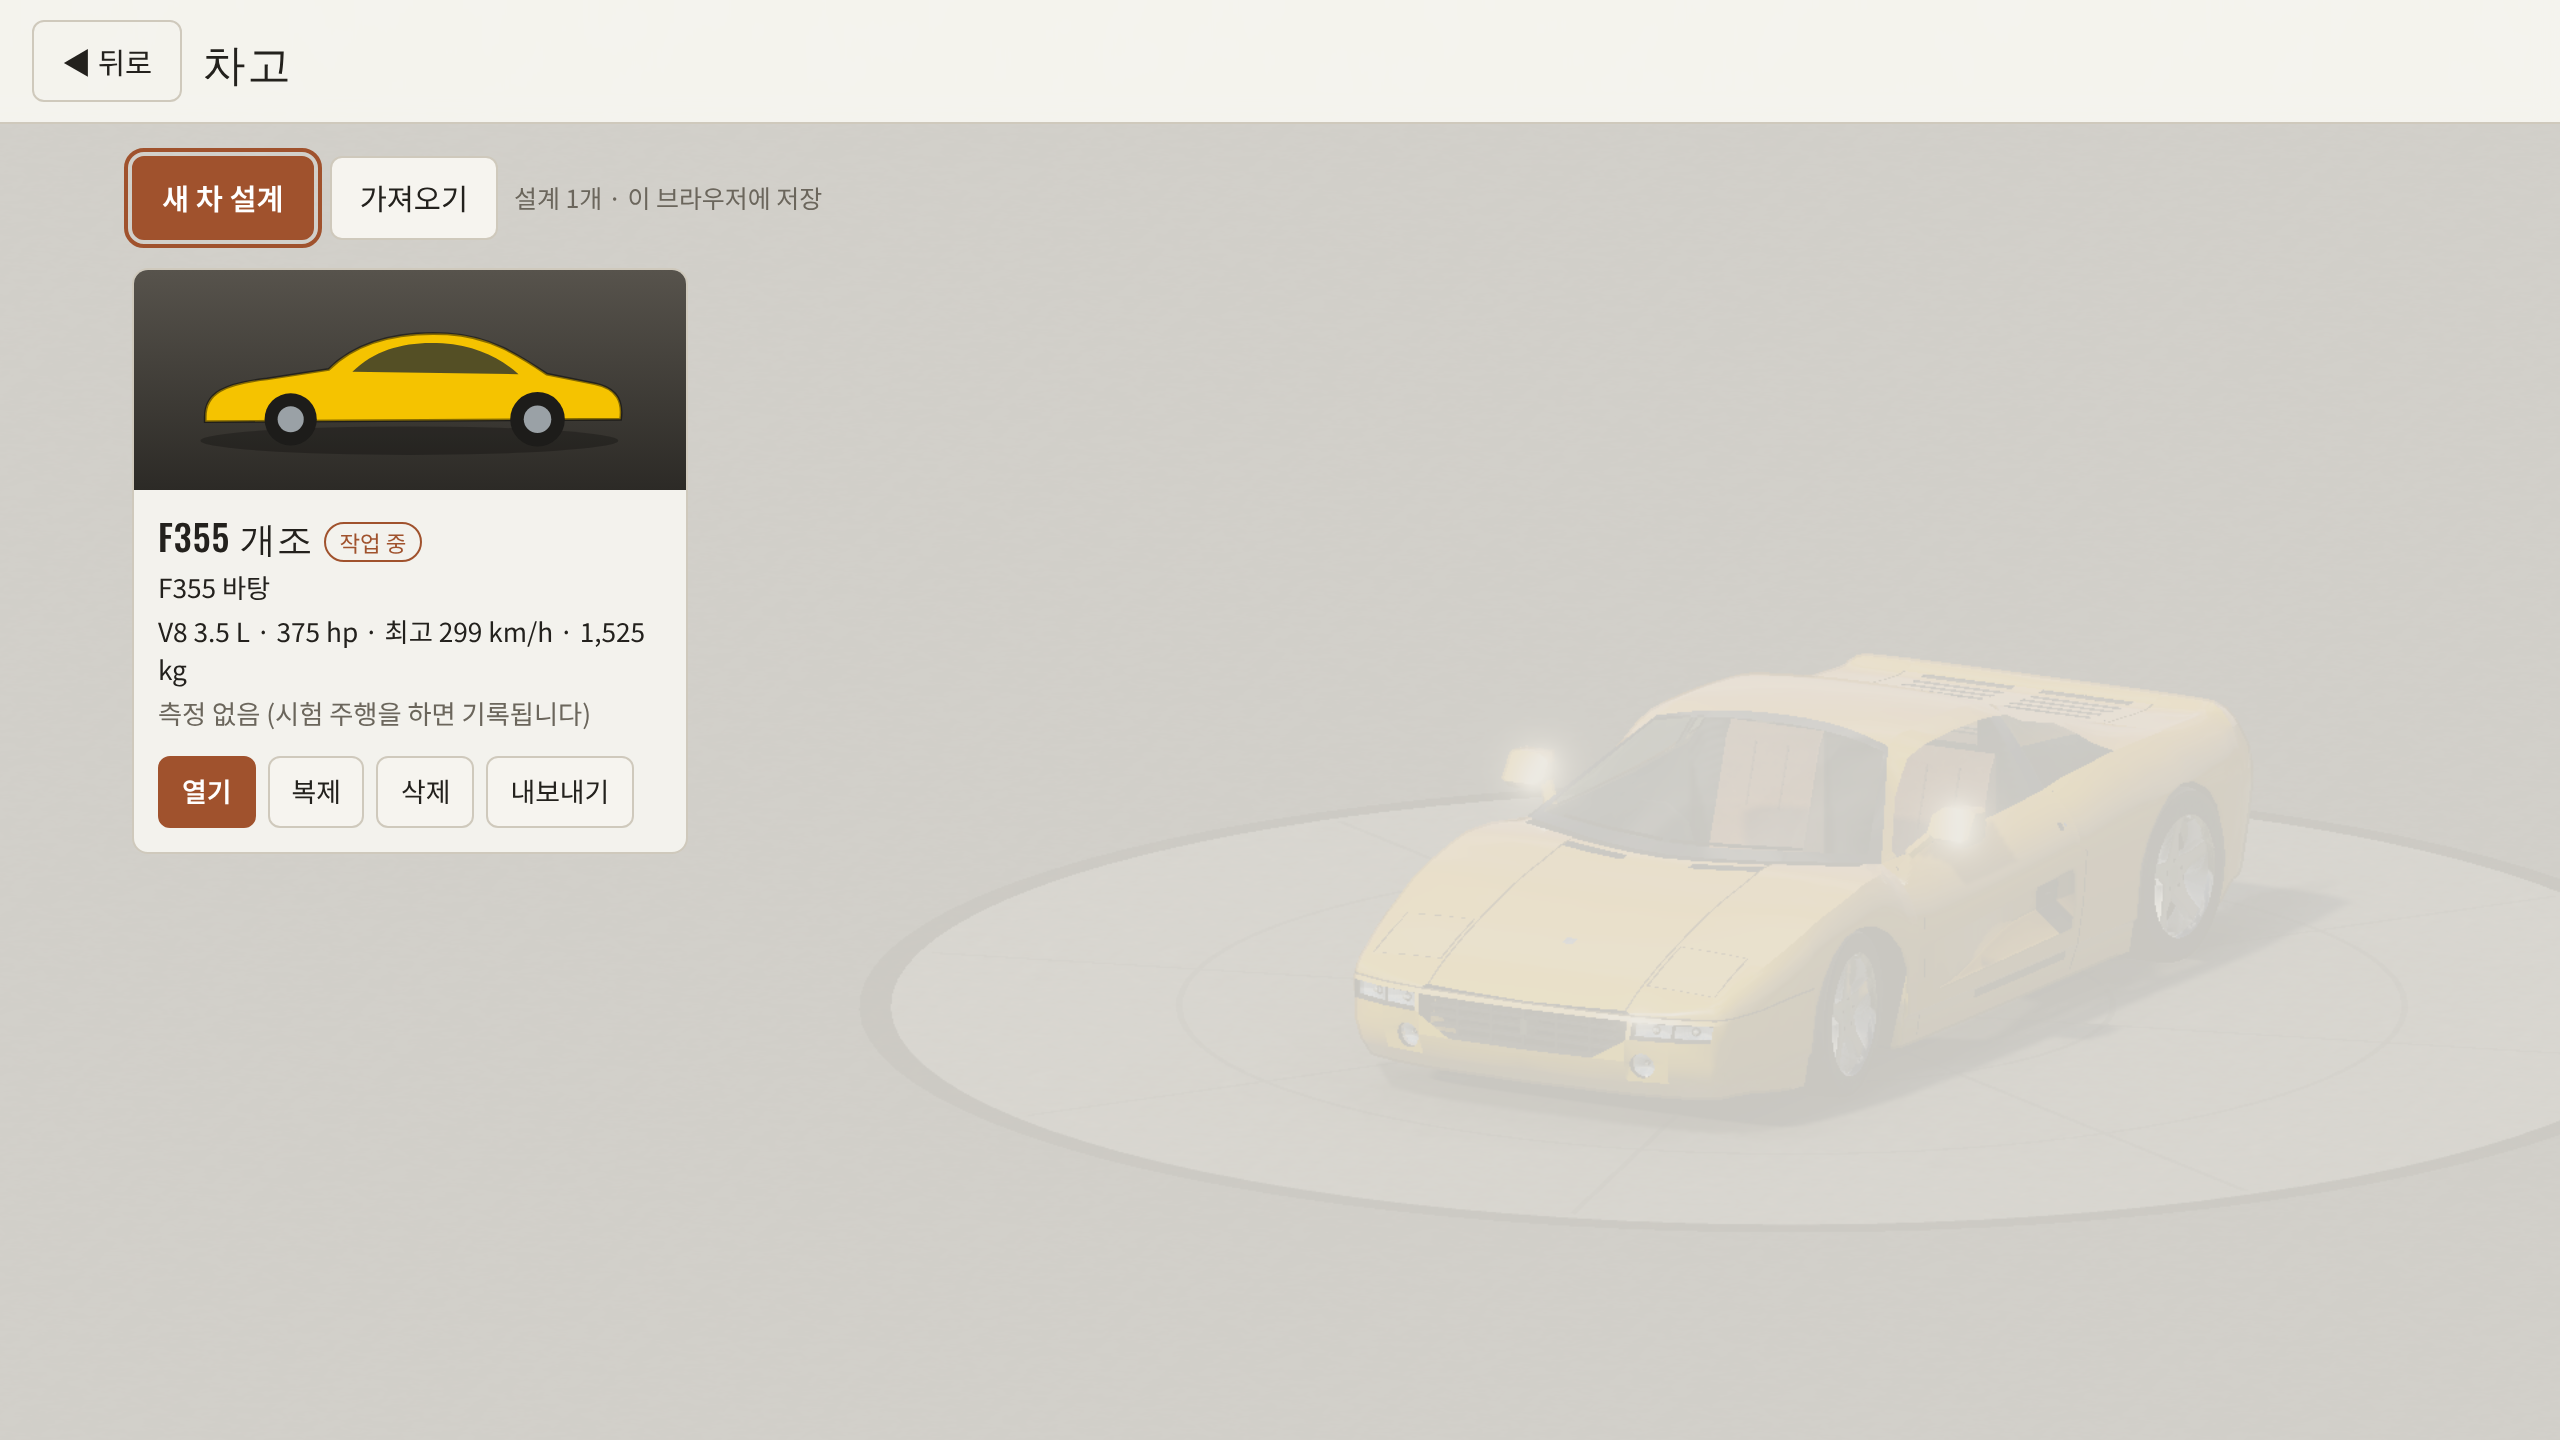 ◀ 뒤로
차고
새 차 설계
가져오기
설계 1개 · 이 브라우저에 저장
F355 개조
작업 중
F355 바탕
V8 3.5 L · 375 hp · 최고 299 km/h · 1,525
kg
측정 없음 (시험 주행을 하면 기록됩니다)
열기
복제
삭제
내보내기